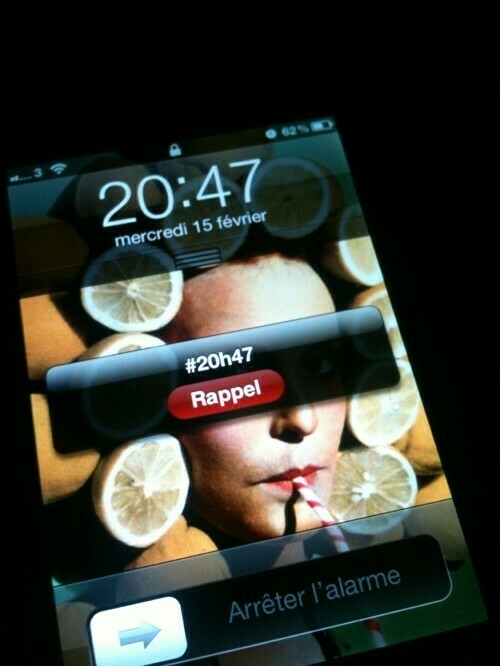 3 62%
20:47
mercredi 15 février
#20h47
Rappel
Arrêter l'alarme